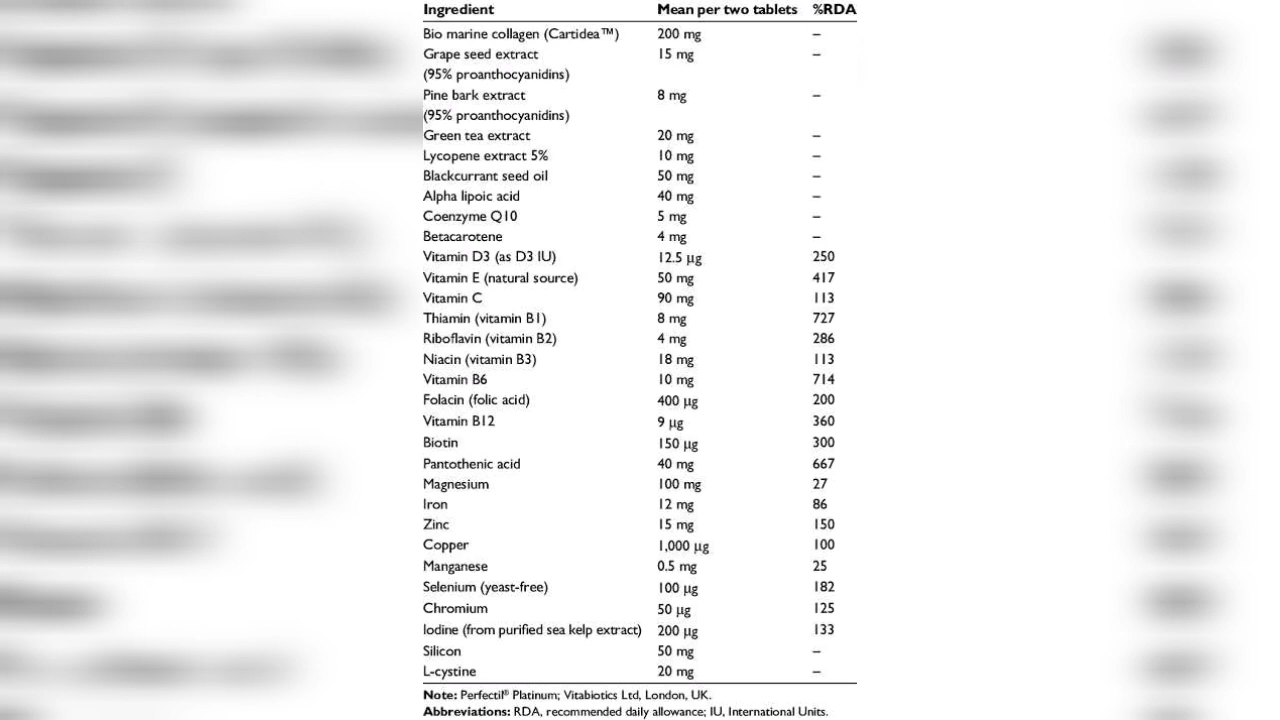 Ingredient Mean per two tablets %RDA
Bio marine collagen (Cartidea™) 200 mg –
Grape seed extract 15 mg –
(95% proanthocyanidins)
Pine bark extract 8 mg –
(95% proanthocyanidins)
Green tea extract 20 mg –
Lycopene extract 5% 10 mg –
Blackcurrant seed oil 50 mg –
Alpha lipoic acid 40 mg –
Coenzyme Q10 5 mg –
Betacarotene 4 mg –
Vitamin D3 (as D3 IU) 12.5 μg 250
Vitamin E (natural source) 50 mg 417
Vitamin C 90 mg 113
Thiamin (vitamin B1) 8 mg 727
Riboflavin (vitamin B2) 4 mg 286
Niacin (vitamin B3) 18 mg 113
Vitamin B6 10 mg 714
Folacin (folic acid) 400 μg 200
Vitamin B12 9 μg 360
Biotin 150 μg 300
Pantothenic acid 40 mg 667
Magnesium 100 mg 27
Iron 12 mg 86
Zinc 15 mg 150
Copper 1,000 μg 100
Manganese 0.5 mg 25
Selenium (yeast-free) 100 μg 182
Chromium 50 μg 125
Iodine (from purified sea kelp extract) 200 μg 133
Silicon 50 mg –
L-cystine 20 mg –
Note: Perfectil® Platinum; Vitabiotics Ltd, London, UK.
Abbreviations: RDA, recommended daily allowance; IU, International Units.